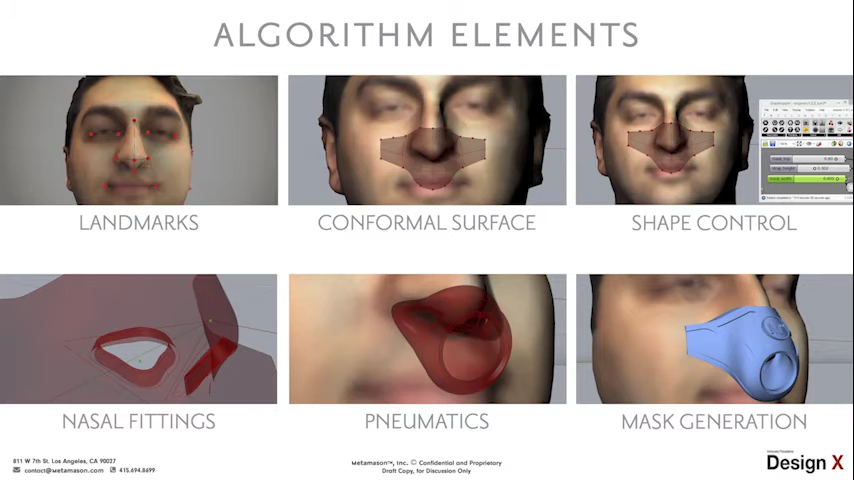 ALGORITHM ELEMENTS
LANDMARKS
CONFORMAL SURFACE
SHAPE CONTROL
NASAL FITTINGS
PNEUMATICS
MASK GENERATION
811 W 7th St. Los Angeles, CA 90027
contact@metamason.com 415.694.8699
Metamason™, Inc. © Confidential and Proprietary
Draft Copy, for Discussion Only
Design X